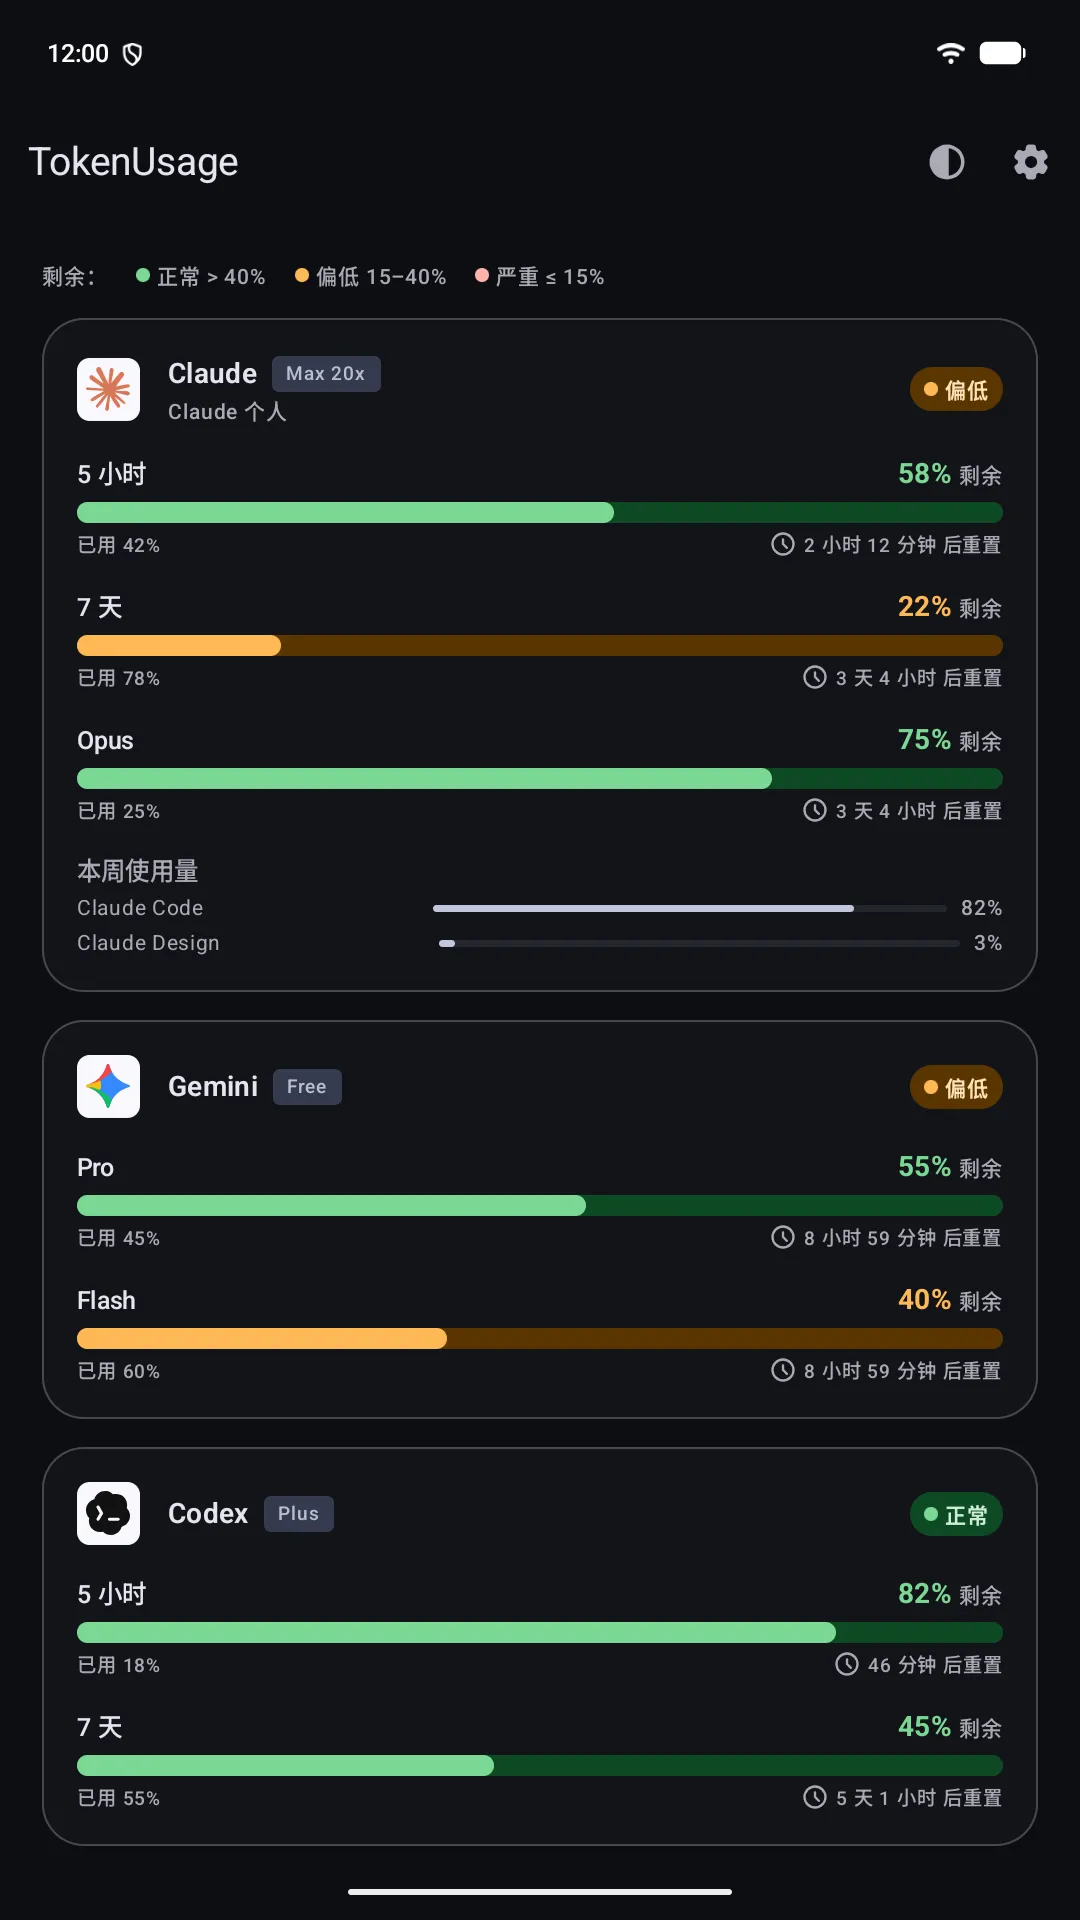 12:00
TokenUsage
剩余： 正常 > 40% 偏低 15–40% 严重 ≤ 15%
Claude Max 20x
Claude 个人
偏低
5 小时 58% 剩余
已用 42% 2 小时 12 分钟 后重置
7 天 22% 剩余
已用 78% 3 天 4 小时 后重置
Opus 75% 剩余
已用 25% 3 天 4 小时 后重置
本周使用量
Claude Code 82%
Claude Design 3%
Gemini Free 偏低
Pro 55% 剩余
已用 45% 8 小时 59 分钟 后重置
Flash 40% 剩余
已用 60% 8 小时 59 分钟 后重置
Codex Plus 正常
5 小时 82% 剩余
已用 18% 46 分钟 后重置
7 天 45% 剩余
已用 55% 5 天 1 小时 后重置